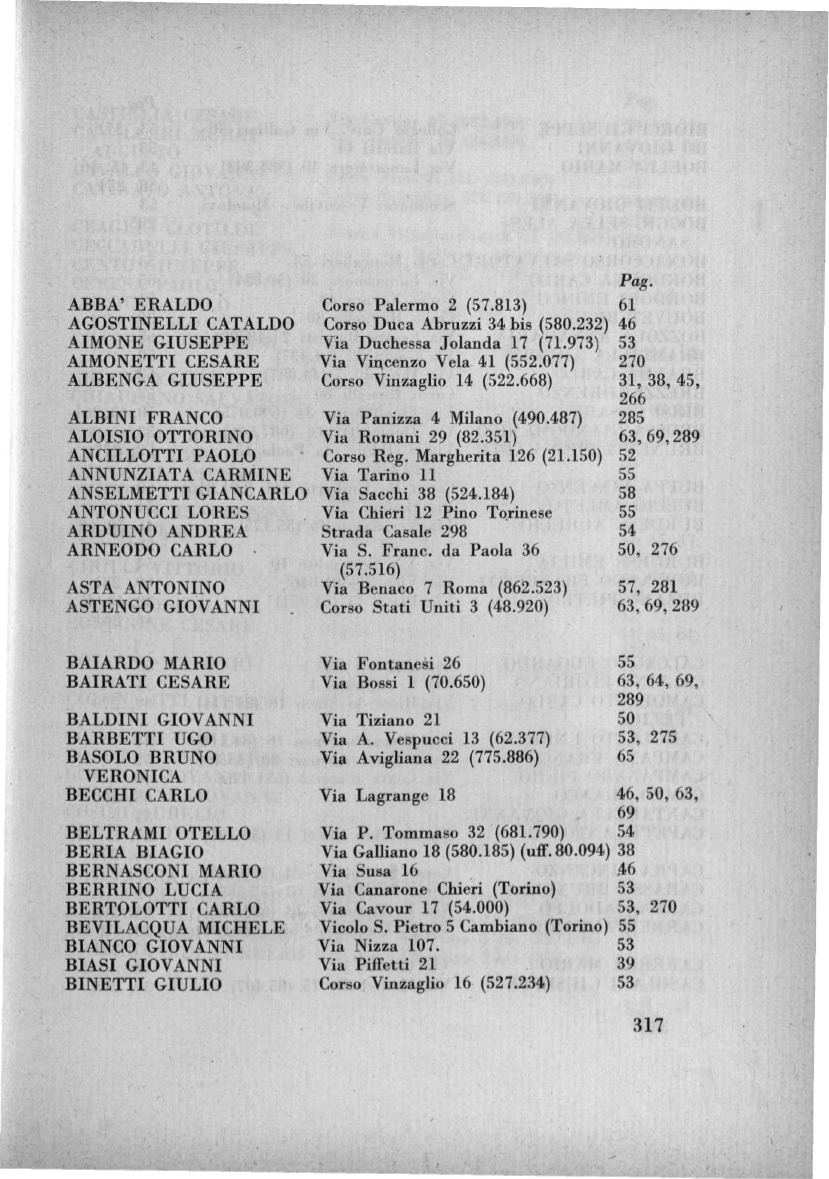 Pag.
ABBA' ERALDO Corso Palermo 2 (57.813) 61
AGOSTINELLI CATALDO Corso Duca Abruzzi 34 bis (580.232) 46
AIMONE GIUSEPPE Via Duchessa Jolanda 17 (71.973) 53
AIMONETTI CESARE Via Vincenzo Vela 41 (552.077) 270
ALBENGA GIUSEPPE Corso Vinzaglio 14 (522.668) 31, 38, 45,
266
ALBINI FRANCO Via Panizza 4 Milano (490.487) 285
ALOISIO OTTORINO Via Romani 29 (82.351) 63, 69, 289
ANCILLOTTI PAOLO Corso Reg. Margherita 126 (21.150) 52
ANNUNZIATA CARMINE Via Tarino 11 55
ANSELMETTI GIANCARLO Via Sacchi 38 (524.184) 58
ANTONUCCI LORES Via Chieri 12 Pino Torinese 55
ARDUINO ANDREA Strada Casale 298 54
ARNEODO CARLO Via S. Franc. da Paola 36 50, 276
(57.516)
ASTA ANTONINO Via Benaco 7 Roma (862.523) 57, 281
ASTENGO GIOVANNI Corso Stati Uniti 3 (48.920) 63, 69, 289
BAIARDO MARIO Via Fontanesi 26 55
BAIRATI CESARE Via Bossi 1 (70.650) 63, 64, 69,
289
BALDINI GIOVANNI Via Tiziano 21 50
BARBETTI UGO Via A. Vespucci 13 (62.377) 53, 275
BASOLO BRUNO Via Avigliana 22 (775.886) 65
VERONICA
BECCHI CARLO Via Lagrange 18 46, 50, 63,
69
BELTRAMI OTELLO Via P. Tommaso 32 (681.790) 54
BERIA BIAGIO Via Galliano 18 (580.185) (uff. 80.094) 38
BERNASCONI MARIO Via Susa 16 46
BERRINO LUCIA Via Canarone Chieri (Torino) 53
BERTOLOTTI CARLO Via Cavour 17 (54.000) 53, 270
BEVILACQUA MICHELE Vicolo S. Pietro 5 Cambiano (Torino) 55
BIANCO GIOVANNI Via Nizza 107. 53
BIASI GIOVANNI Via Piffetti 21 39
BINETTI GIULIO Corso Vinzaglio 16 (527.234) 53
317